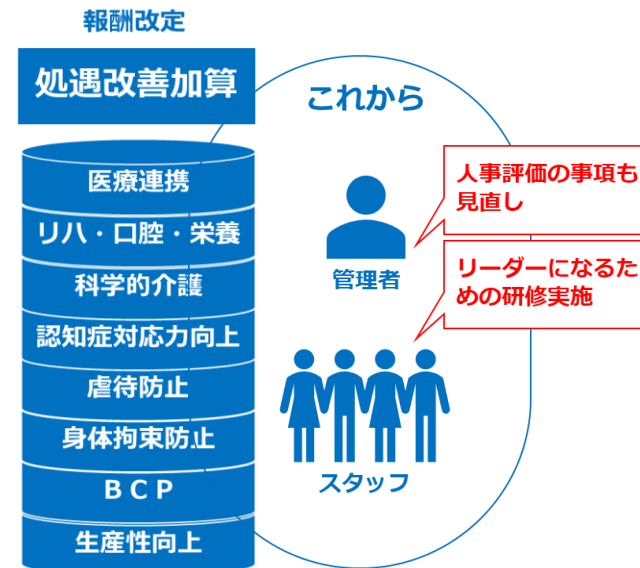 報酬改定
処遇改善加算
これから
医療連携
リハ・口腔・栄養
科学的介護
認知症対応力向上
虐待防止
身体拘束防止
ＢＣＰ
生産性向上
人事評価の事項も
見直し
管理者
リーダーになるた
めの研修実施
スタッフ